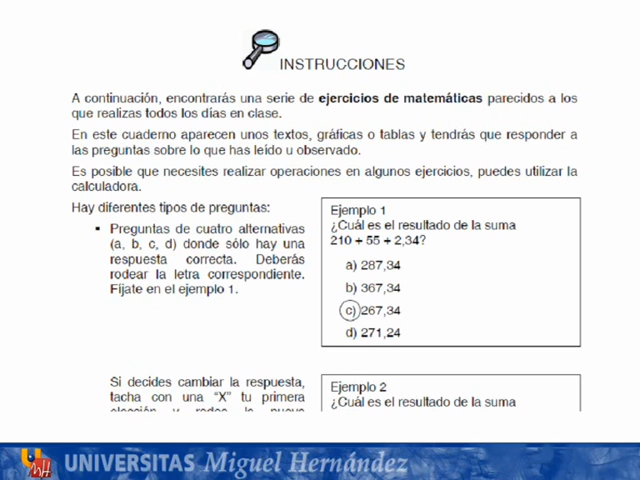 INSTRUCCIONES
A continuación, encontrarás una serie de ejercicios de matemáticas parecidos a los
que realizas todos los días en clase.
En este cuaderno aparecen unos textos, gráficas o tablas y tendrás que responder a
las preguntas sobre lo que has leído u observado.
Es posible que necesites realizar operaciones en algunos ejercicios, puedes utilizar la
calculadora.
Hay diferentes tipos de preguntas:
▪ Preguntas de cuatro alternativas
(a, b, c, d) donde sólo hay una
respuesta correcta. Deberás
rodear la letra correspondiente.
Fíjate en el ejemplo 1.
Ejemplo 1
¿Cuál es el resultado de la suma
210 + 55 + 2,34?
a) 287,34
b) 367,34
c) 267,34
d) 271,24
Si decides cambiar la respuesta,
tacha con una "X" tu primera
Ejemplo 2
¿Cuál es el resultado de la suma
UMH UNIVERSITAS Miguel Hernández